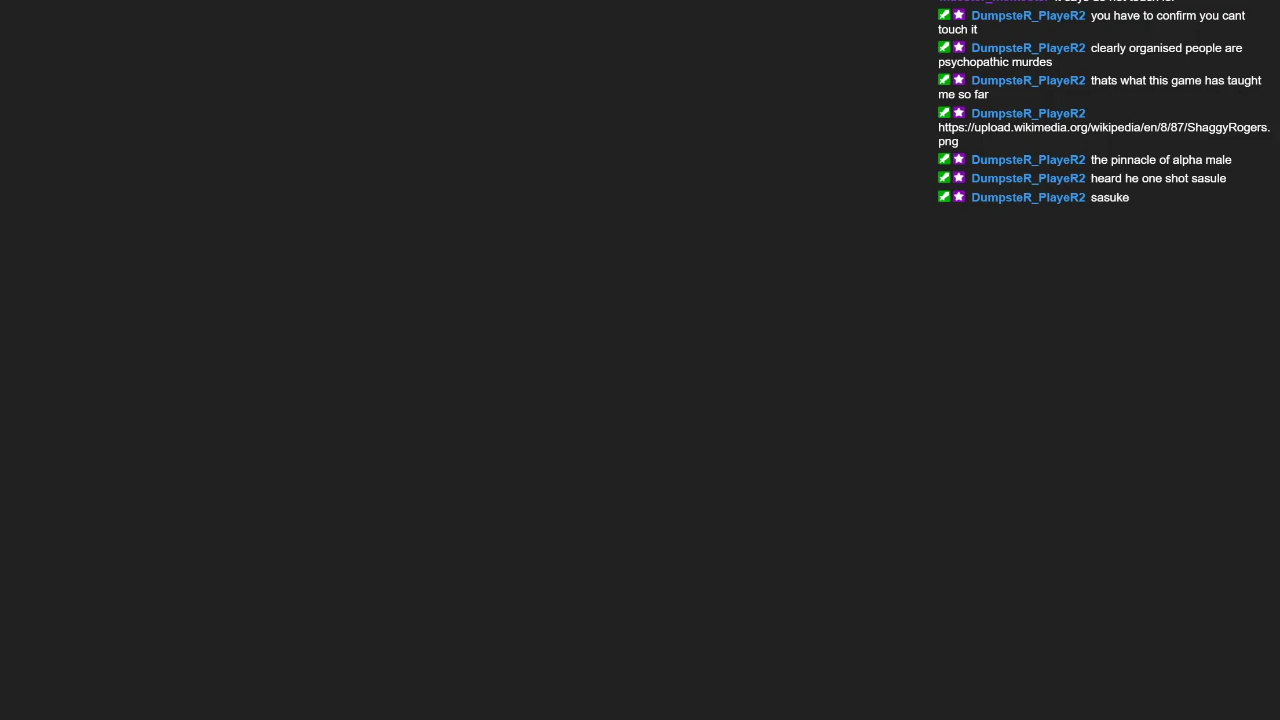 DumpsteR_PlayeR2 you have to confirm you cant
touch it
DumpsteR_PlayeR2 clearly organised people are
psychopathic murdes
DumpsteR_PlayeR2 thats what this game has taught
me so far
DumpsteR_PlayeR2
https://upload.wikimedia.org/wikipedia/en/8/87/ShaggyRogers.
png
DumpsteR_PlayeR2 the pinnacle of alpha male
DumpsteR_PlayeR2 heard he one shot sasule
DumpsteR_PlayeR2 sasuke